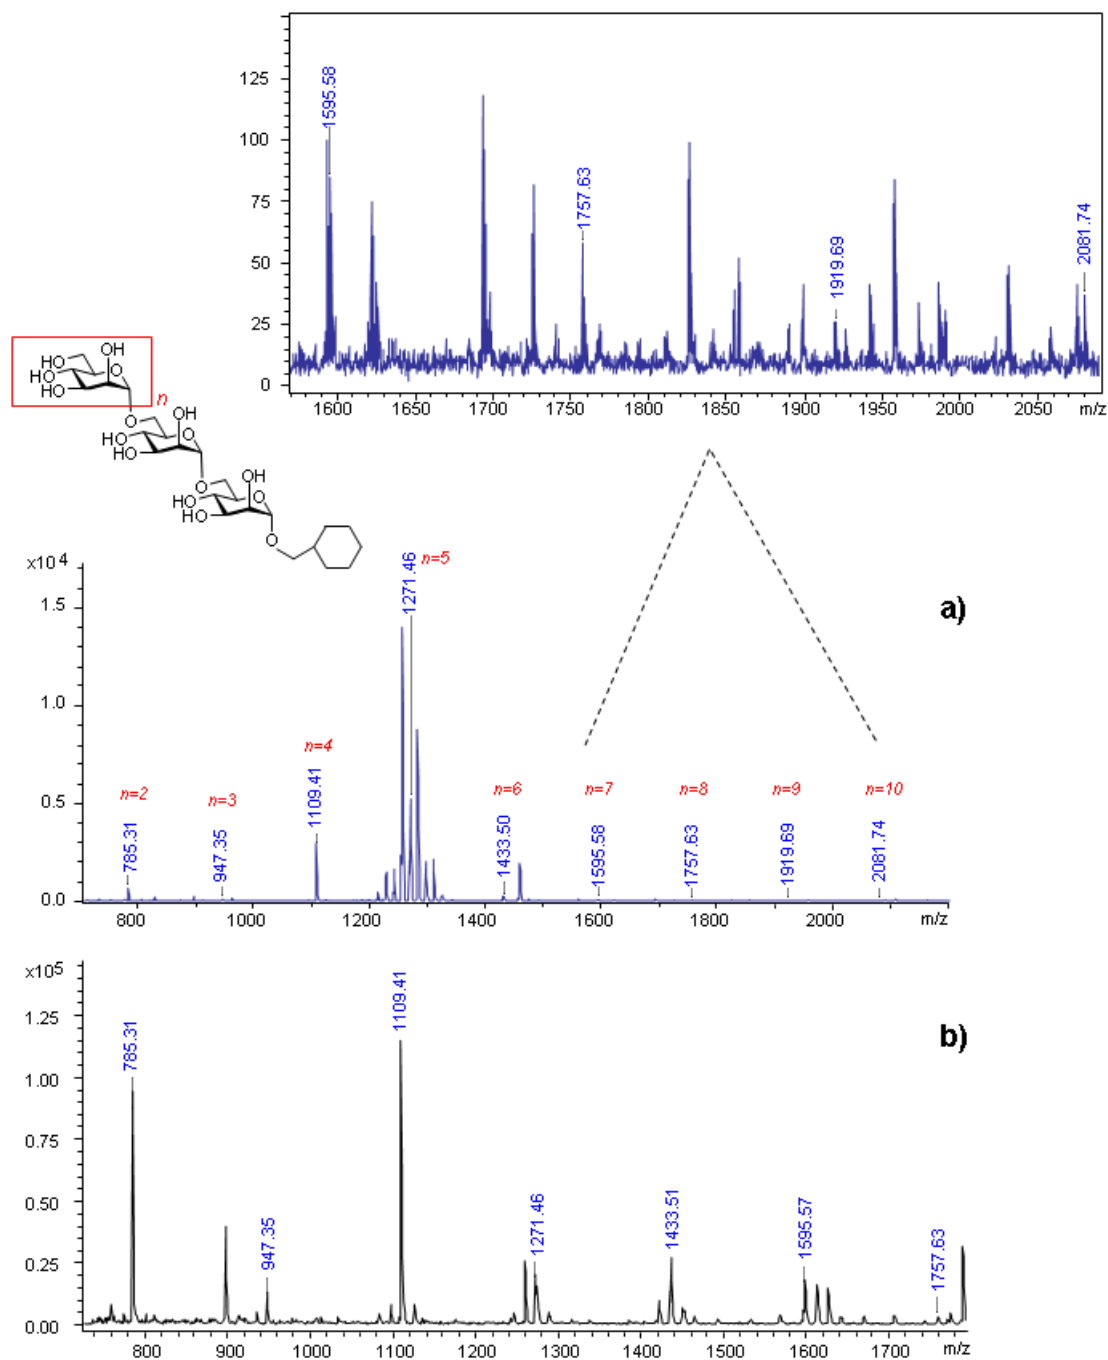 125
100
75
50
25
0
1595.58
1757.63
1919.69
2081.74
1600 1650 1700 1750 1800 1850 1900 1950 2000 2050 m/z
OH
HO
HO
HO
O
n
O
OH
HO
HO
O
O
OH
HO
HO
O
O
x10⁴
1.5
1.0
0.5
0.0
n=2
785.31
n=3
947.35
n=4
1109.41
n=5
1271.46
n=6
1433.50
n=7
1595.58
n=8
1757.63
n=9
1919.69
n=10
2081.74
a)
800 1000 1200 1400 1600 1800 2000 m/z
x10⁵
1.25
1.00
0.75
0.50
0.25
0.00
785.31
947.35
1109.41
1271.46
1433.51
1595.57
1757.63
b)
800 900 1000 1100 1200 1300 1400 1500 1600 1700 m/z